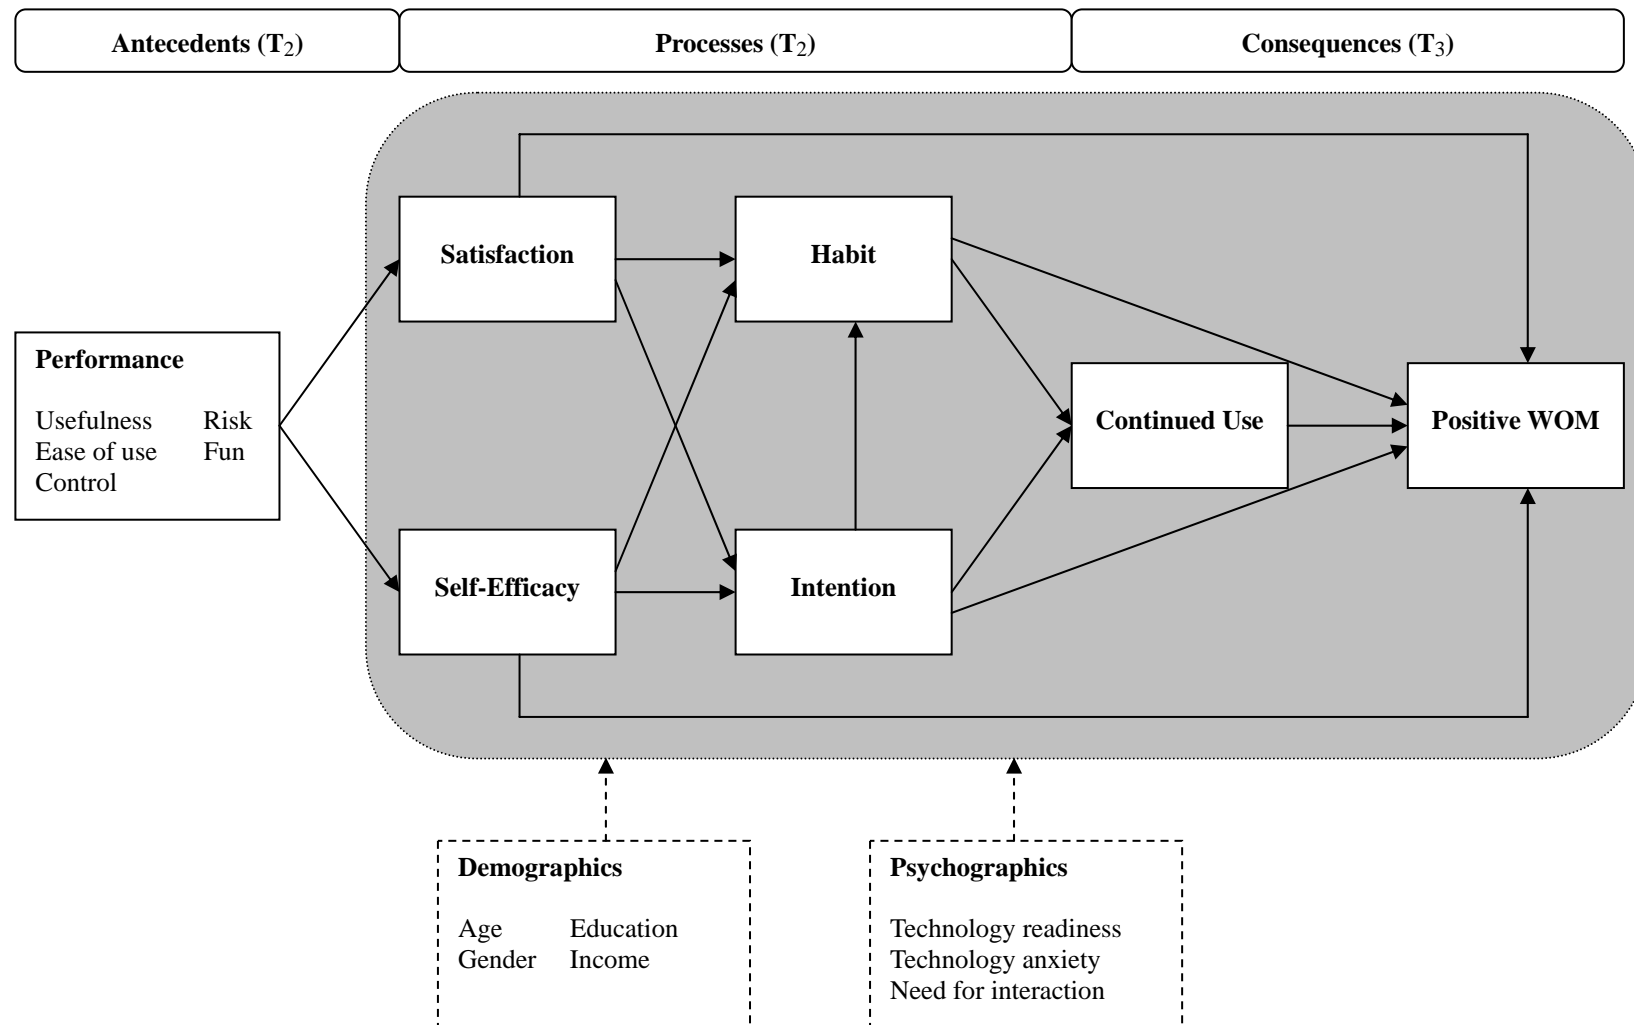 Antecedents (T2)
Processes (T2)
Consequences (T3)
Satisfaction
Habit
Performance
Usefulness Risk
Ease of use Fun
Control
Continued Use
Positive WOM
Self-Efficacy
Intention
Demographics
Age Education
Gender Income
Psychographics
Technology readiness
Technology anxiety
Need for interaction